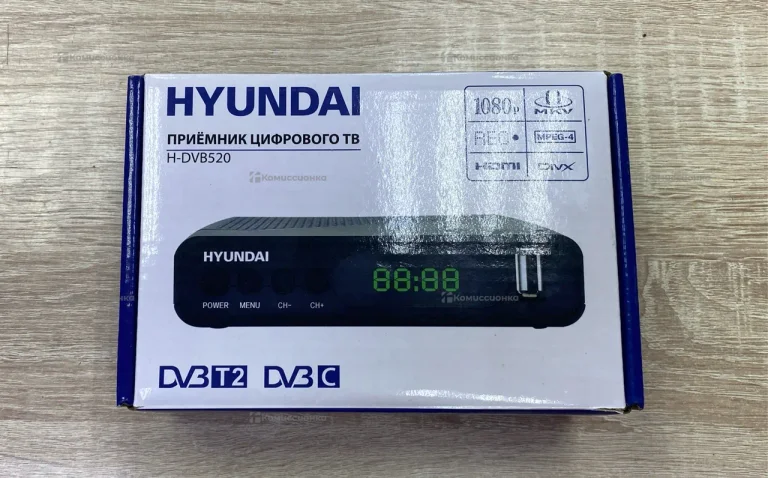 HYUNDAI
ПРИЁМНИК ЦИФРОВОГО ТВ
H-DVB520
1080p
MKV
REC
MPEG-4
HDMI
DIVX
Комиссионка
HYUNDAI
88:88
Комиссионка
POWER MENU CH- CH+
DVB T2 DVB C
Комиссионка